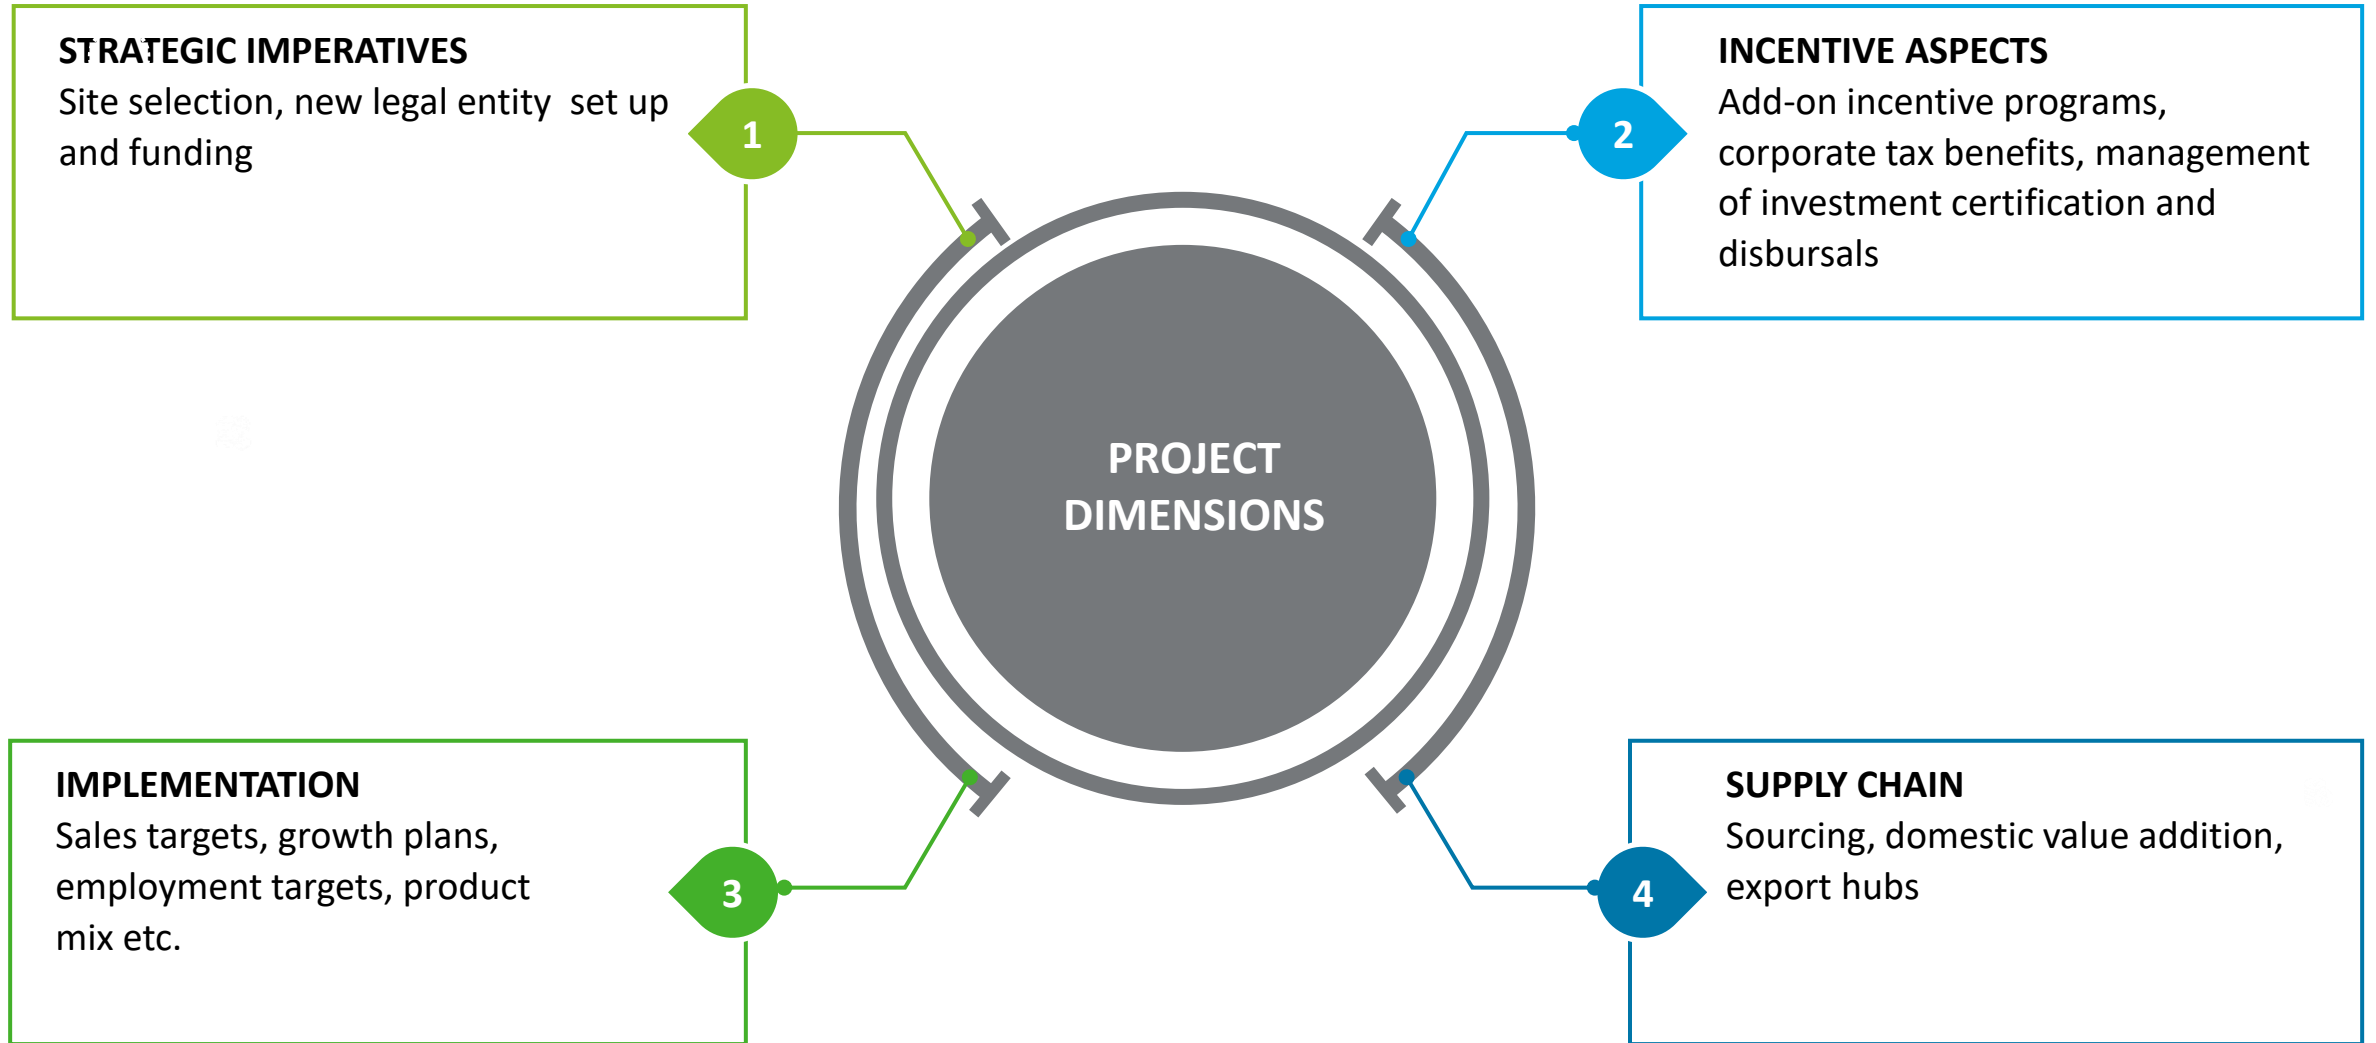 STRATEGIC IMPERATIVES
Site selection, new legal entity  set up
and funding
1
2
INCENTIVE ASPECTS
Add-on incentive programs,
corporate tax benefits, management
of investment certification and
disbursals
PROJECT
DIMENSIONS
IMPLEMENTATION
Sales targets, growth plans,
employment targets, product
mix etc.
3
4
SUPPLY CHAIN
Sourcing, domestic value addition,
export hubs